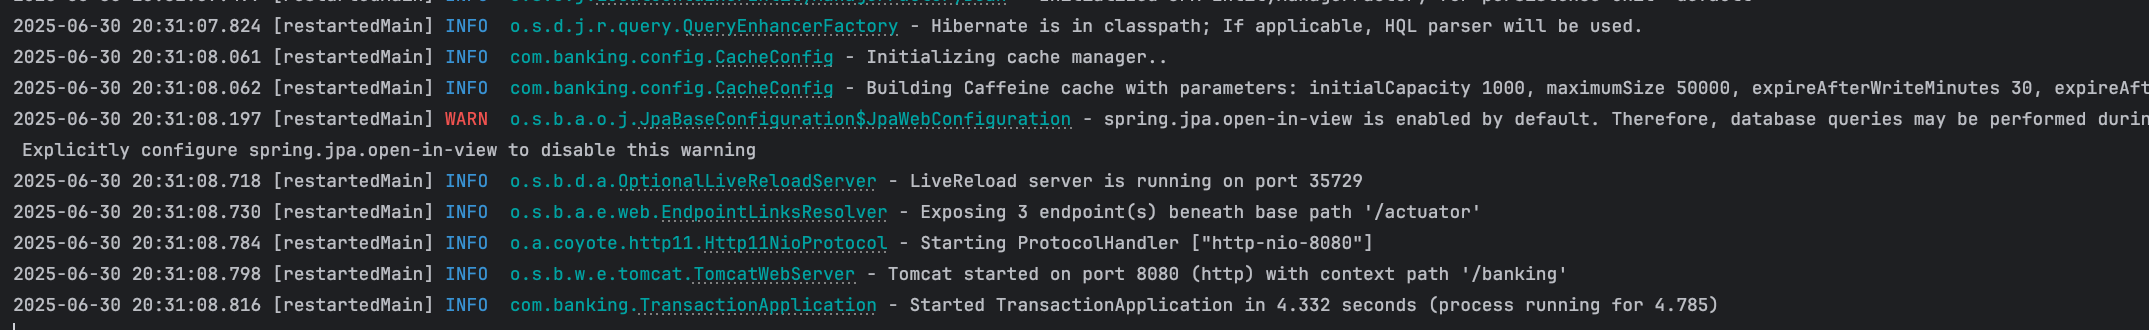 2025-06-30 20:31:07.824 [restartedMain] INFO  o.s.d.j.r.query.QueryEnhancerFactory - Hibernate is in classpath; If applicable, HQL parser will be used.
2025-06-30 20:31:08.061 [restartedMain] INFO  com.banking.config.CacheConfig - Initializing cache manager..
2025-06-30 20:31:08.062 [restartedMain] INFO  com.banking.config.CacheConfig - Building Caffeine cache with parameters: initialCapacity 1000, maximumSize 50000, expireAfterWriteMinutes 30, expireAft
2025-06-30 20:31:08.197 [restartedMain] WARN  o.s.b.a.o.j.JpaBaseConfiguration$JpaWebConfiguration - spring.jpa.open-in-view is enabled by default. Therefore, database queries may be performed durin
Explicitly configure spring.jpa.open-in-view to disable this warning
2025-06-30 20:31:08.718 [restartedMain] INFO  o.s.b.d.a.OptionalLiveReloadServer - LiveReload server is running on port 35729
2025-06-30 20:31:08.730 [restartedMain] INFO  o.s.b.a.e.web.EndpointLinksResolver - Exposing 3 endpoint(s) beneath base path '/actuator'
2025-06-30 20:31:08.784 [restartedMain] INFO  o.a.coyote.http11.Http11NioProtocol - Starting ProtocolHandler ["http-nio-8080"]
2025-06-30 20:31:08.798 [restartedMain] INFO  o.s.b.w.e.tomcat.TomcatWebServer - Tomcat started on port 8080 (http) with context path '/banking'
2025-06-30 20:31:08.816 [restartedMain] INFO  com.banking.TransactionApplication - Started TransactionApplication in 4.332 seconds (process running for 4.785)